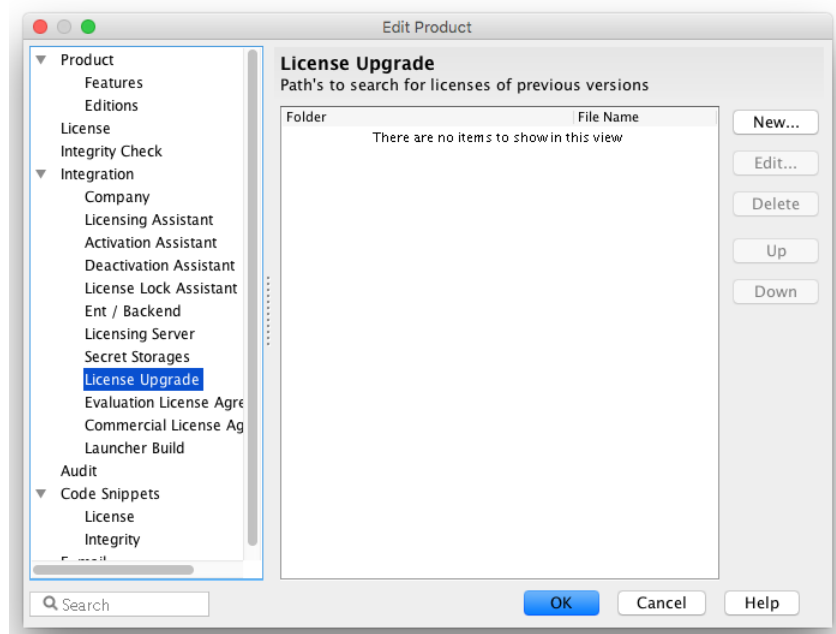 Edit Product
Product
Features
Editions
License
Integrity Check
Integration
Company
Licensing Assistant
Activation Assistant
Deactivation Assistant
License Lock Assistant
Ent / Backend
Licensing Server
Secret Storages
License Upgrade
Evaluation License Agre
Commercial License Ag
Launcher Build
Audit
Code Snippets
License
Integrity
Search
License Upgrade
Path's to search for licenses of previous versions
Folder File Name
There are no items to show in this view
New...
Edit...
Delete
Up
Down
OK Cancel Help